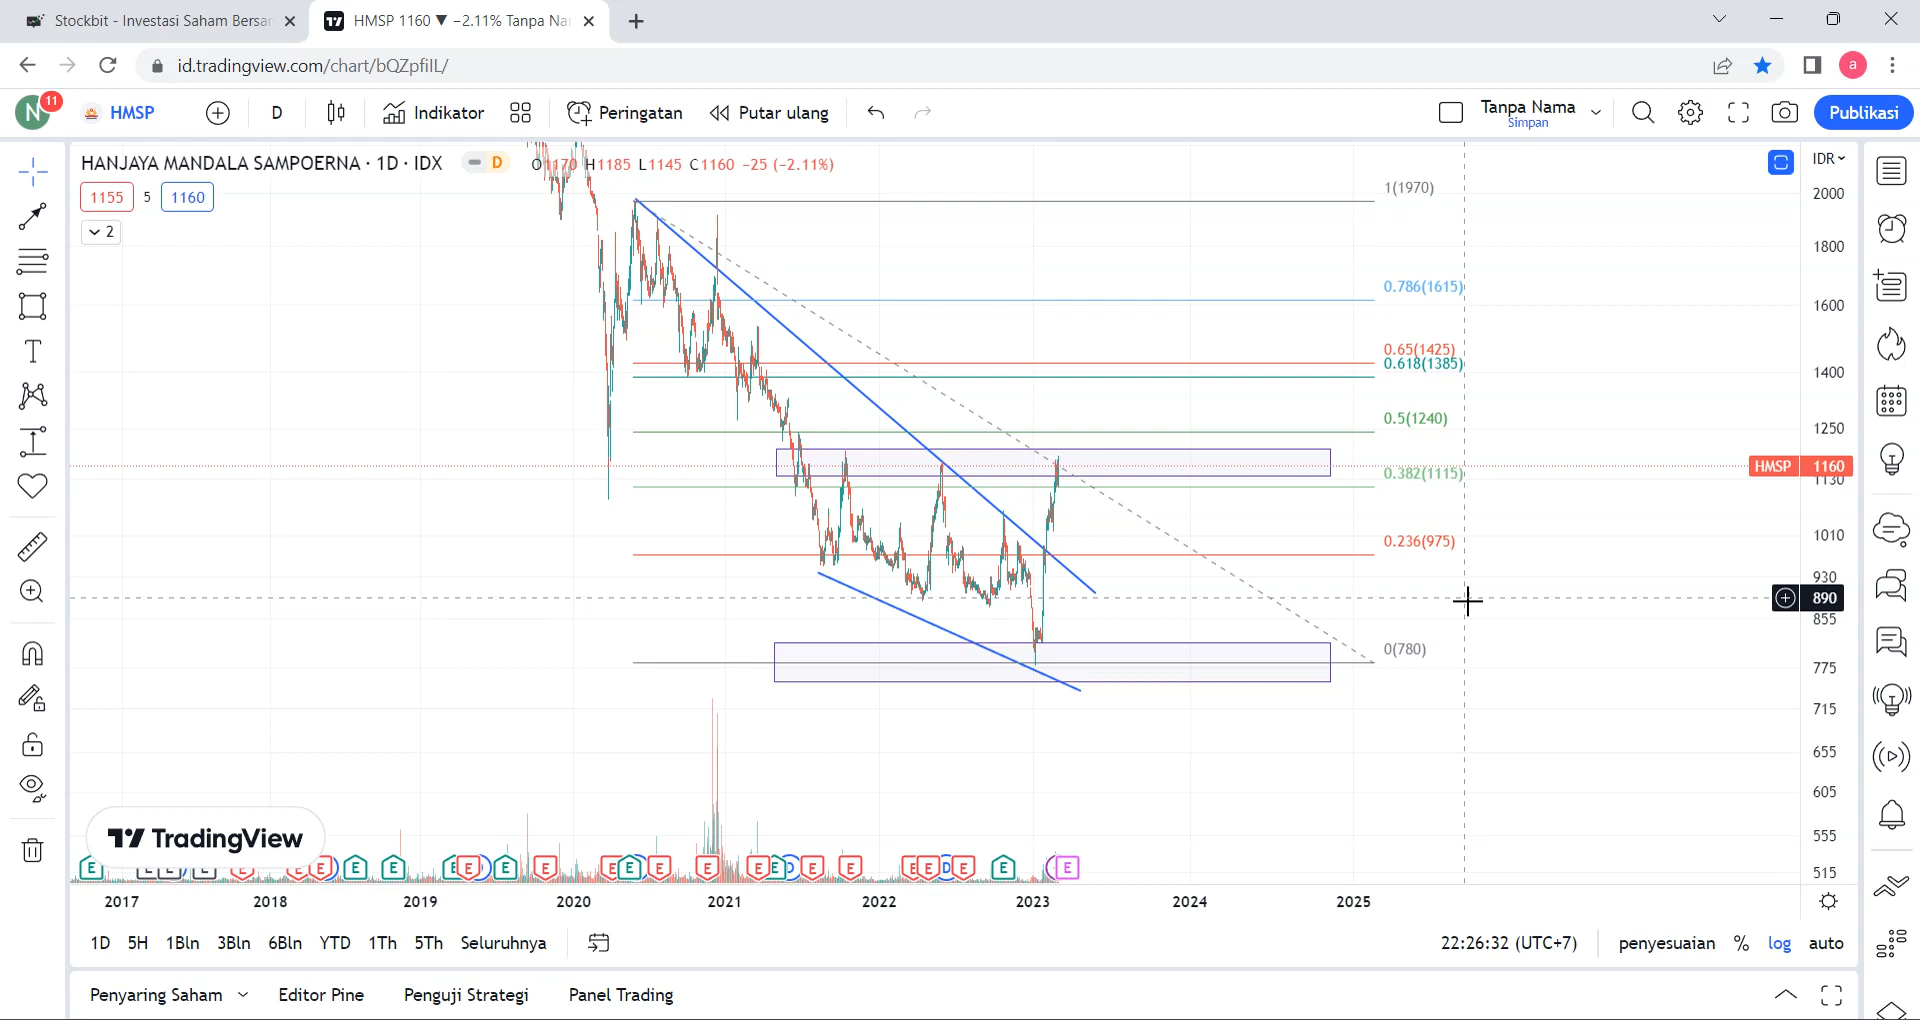 Stockbit - Investasi Saham Bersa
HMSP 1160 ▼ −2.11% Tanpa Na
id.tradingview.com/chart/bQZpfilL/
a
N
11
HMSP
D
Indikator
Peringatan
Putar ulang
Tanpa Nama
Simpan
Publikasi
HANJAYA MANDALA SAMPOERNA · 1D · IDX
D
O1170 H1185 L1145 C1160 −25 (−2.11%)
1155
5
1160
2
1(1970)
0.786(1615)
0.65(1425)
0.618(1385)
0.5(1240)
0.382(1115)
0.236(975)
0(780)
IDR
2000
1800
1600
1400
1250
HMSP 1160
1130
1010
930
890
855
775
715
655
605
555
515
TradingView
E E E E E E E E E E E E E E E E E D E E E
2017 2018 2019 2020 2021 2022 2023 2024 2025
1D 5H 1Bln 3Bln 6Bln YTD 1Th 5Th Seluruhnya
22:26:32 (UTC+7)
penyesuaian % log auto
Penyaring Saham
Editor Pine
Penguji Strategi
Panel Trading